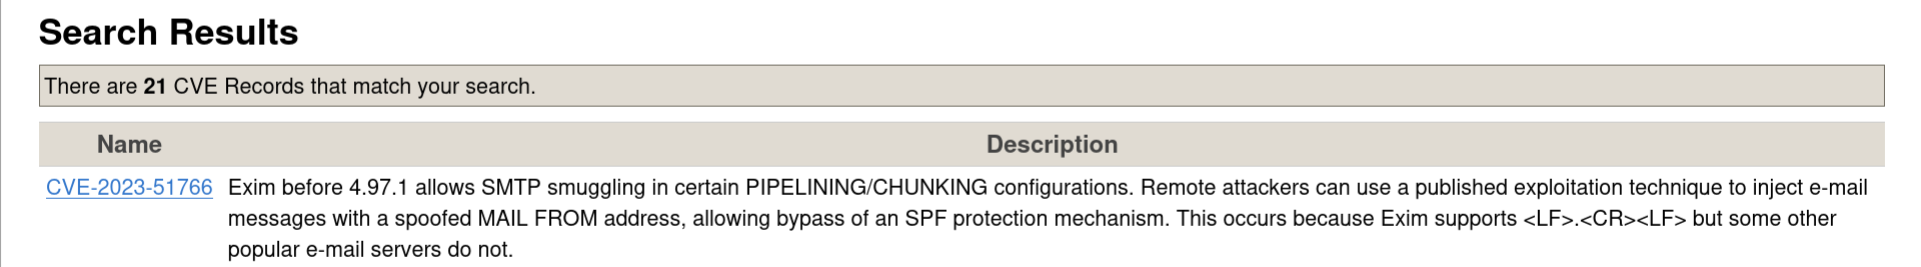 Search Results
There are 21 CVE Records that match your search.
Name Description
CVE-2023-51766 Exim before 4.97.1 allows SMTP smuggling in certain PIPELINING/CHUNKING configurations. Remote attackers can use a published exploitation technique to inject e-mail
messages with a spoofed MAIL FROM address, allowing bypass of an SPF protection mechanism. This occurs because Exim supports <LF>.<CR><LF> but some other
popular e-mail servers do not.